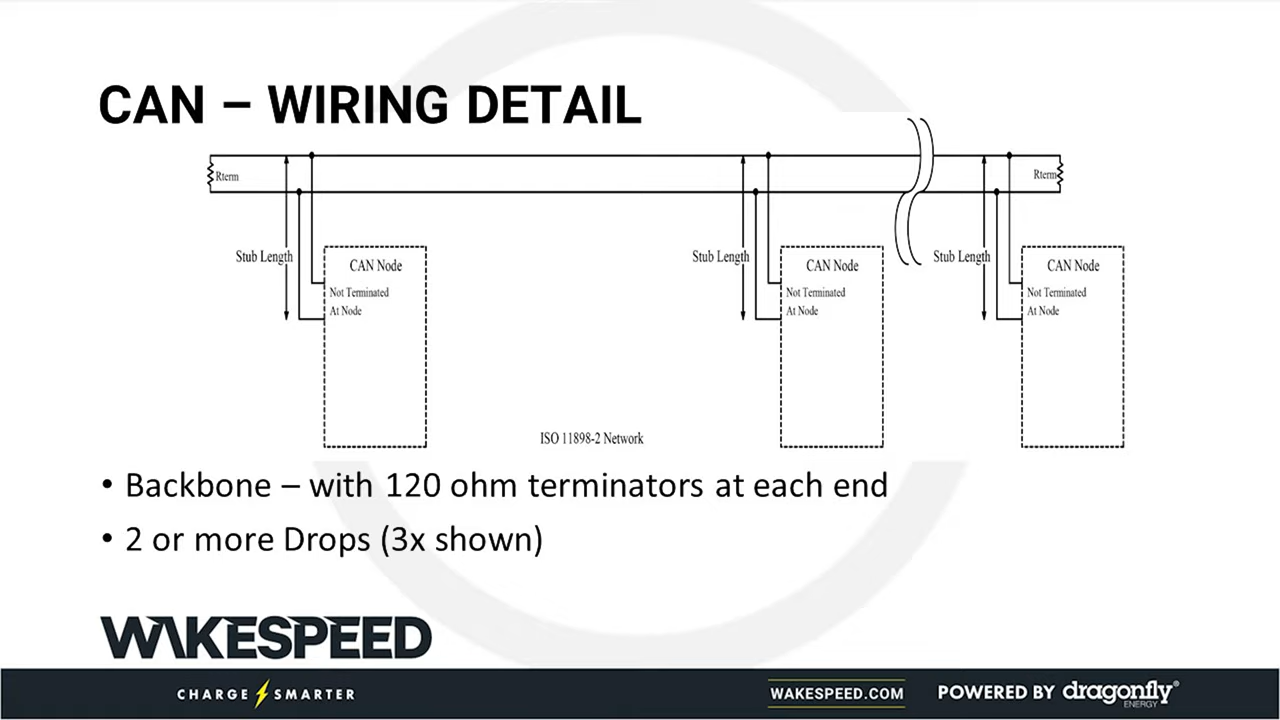 CAN – WIRING DETAIL
Rterm
Rterm
Stub Length
CAN Node
Not Terminated
At Node
Stub Length
CAN Node
Not Terminated
At Node
Stub Length
CAN Node
Not Terminated
At Node
ISO 11898-2 Network
• Backbone – with 120 ohm terminators at each end
• 2 or more Drops (3x shown)
WAKESPEED
CHARGE SMARTER
WAKESPEED.COM
POWERED BY dragonfly®
ENERGY